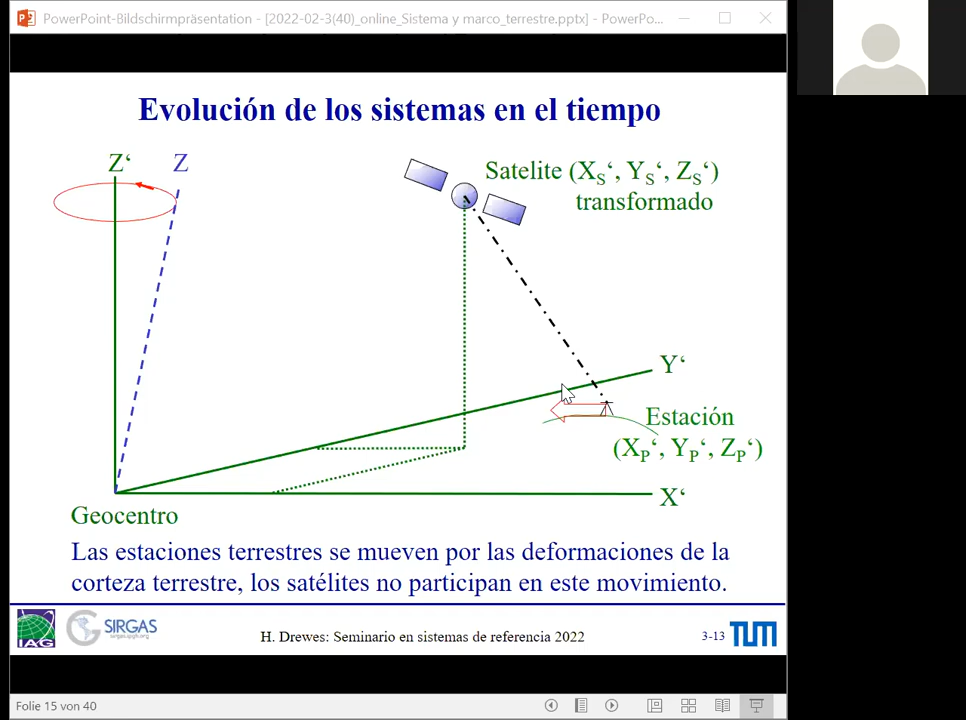 PowerPoint-Bildschirmpräsentation - [2022-02-3(40)_online_Sistema y marco_terrestre.pptx] - PowerPo...
Evolución de los sistemas en el tiempo
Z‘
Z
Satelite (XS‘, YS‘, ZS‘)
transformado
Y‘
Estación
(XP‘, YP‘, ZP‘)
X‘
Geocentro
Las estaciones terrestres se mueven por las deformaciones de la
corteza terrestre, los satélites no participan en este movimiento.
IAG
SIRGAS
H. Drewes: Seminario en sistemas de referencia 2022
3-13
TUM
Folie 15 von 40